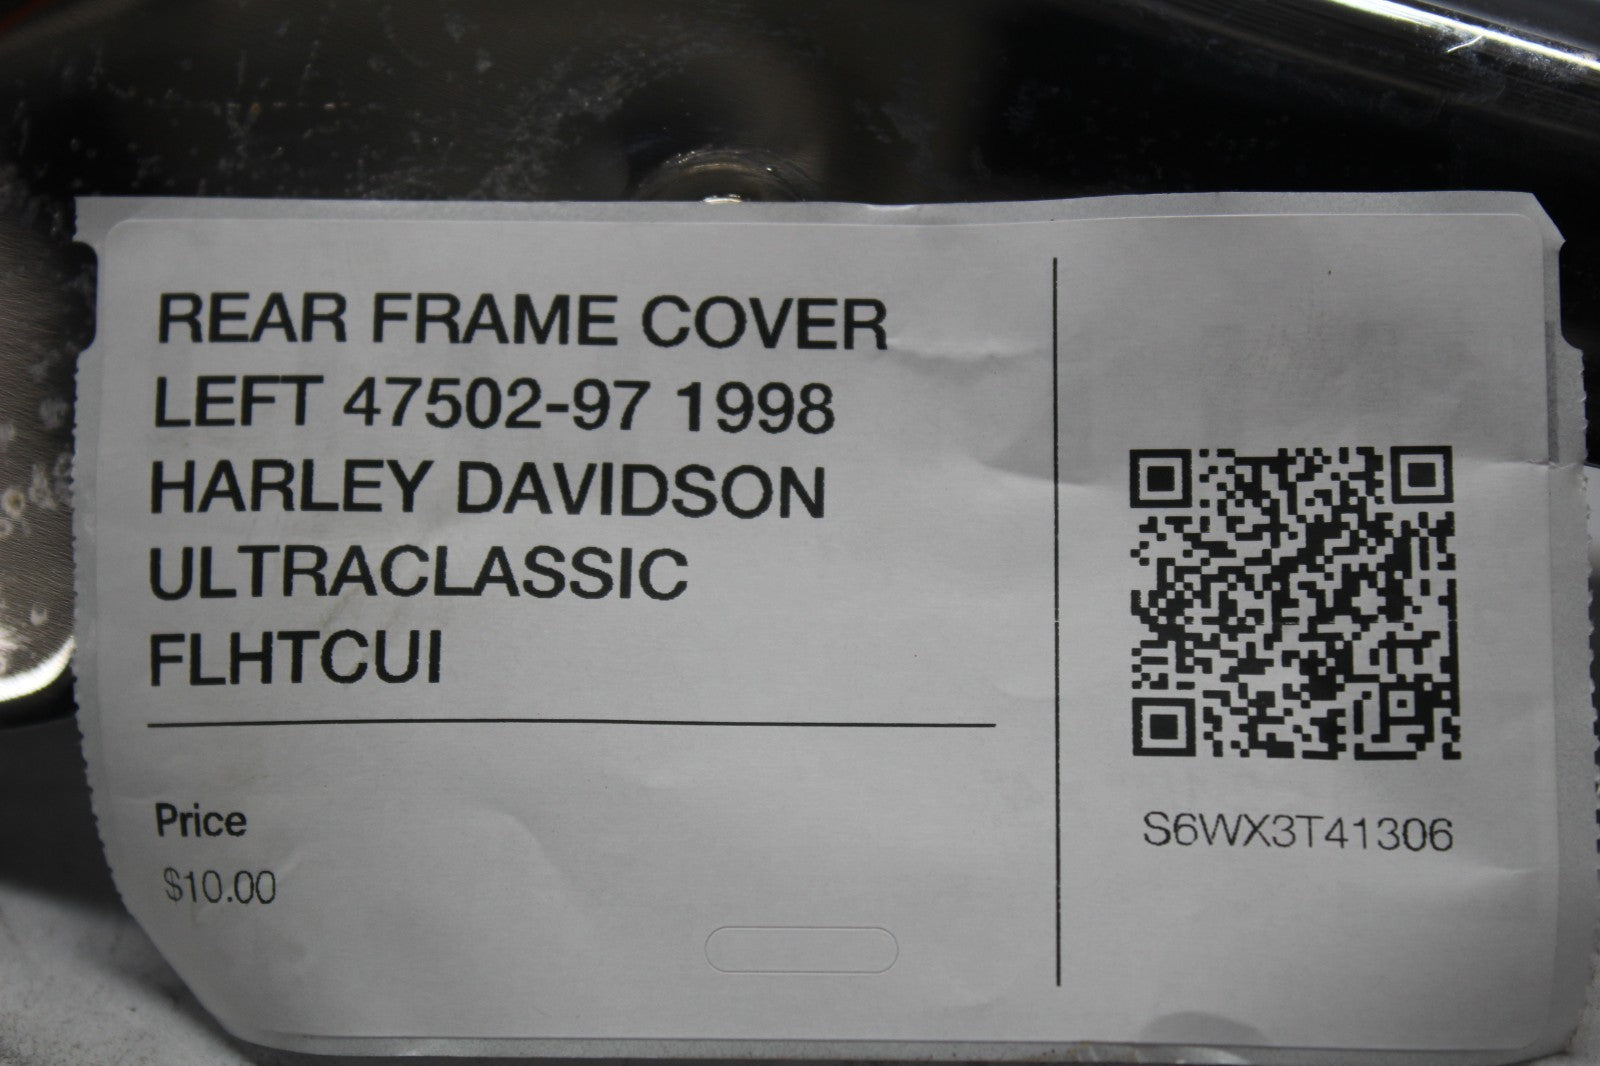 REAR FRAME COVER
LEFT 47502-97 1998
HARLEY DAVIDSON
ULTRACLASSIC
FLHTCUI
Price
$10.00
S6WX3T41306